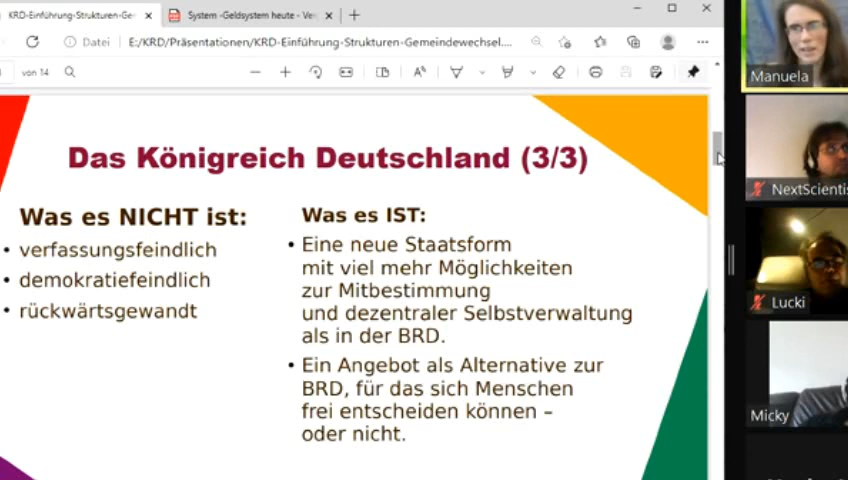 KRD-Einführung-Strukturen-Ge
System -Geldsystem heute - Ve
Datei
E:/KRD/Präsentationen/KRD-Einführung-Strukturen-Gemeindewechsel....
von 14
Das Königreich Deutschland (3/3)
Was es NICHT ist:
• verfassungsfeindlich
• demokratiefeindlich
• rückwärtsgewandt
Was es IST:
• Eine neue Staatsform
mit viel mehr Möglichkeiten
zur Mitbestimmung
und dezentraler Selbstverwaltung
als in der BRD.
• Ein Angebot als Alternative zur
BRD, für das sich Menschen
frei entscheiden können –
oder nicht.
Manuela
NextScientis
Lucki
Micky